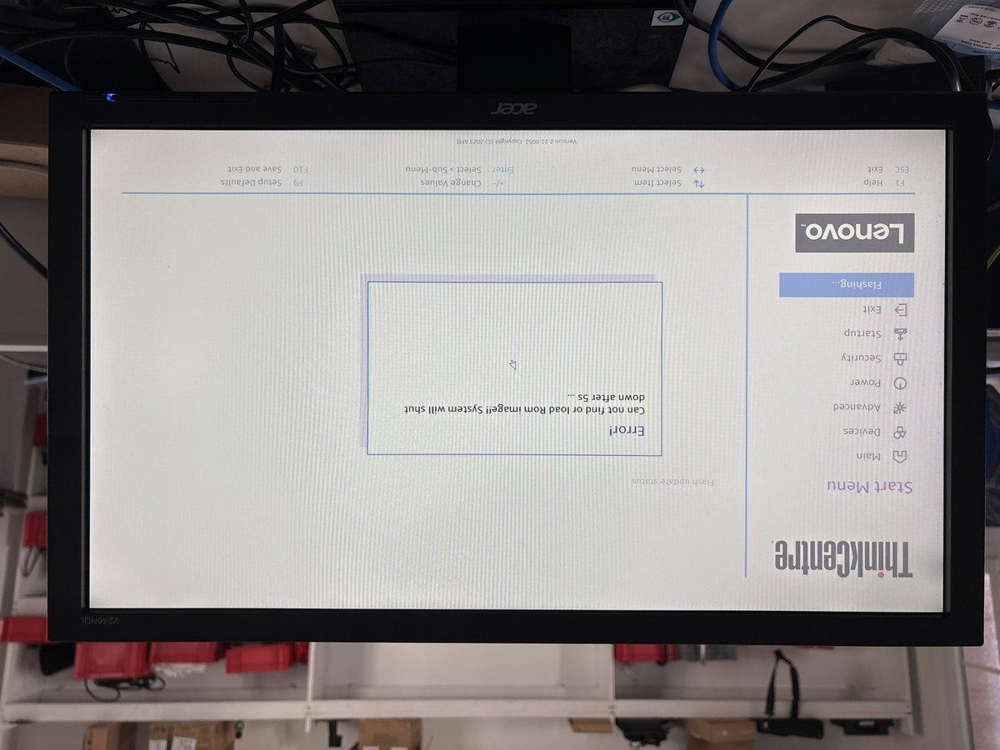 ThinkCentre
Start Menu
Main
Devices
Advanced
Power
Security
Startup
Exit
Flashing...
Lenovo
Flash update status
Error!
Can not find or load Rom image!! System will shut
down after 5s ...
F1 Help
↑↓ Select Item
+/- Change Values
F9 Setup Defaults
ESC Exit
↔ Select Menu
Enter Select > Sub-Menu
F10 Save and Exit
Version 2.21.0052. Copyright (C) 2023 AMI
acer
V246HQL